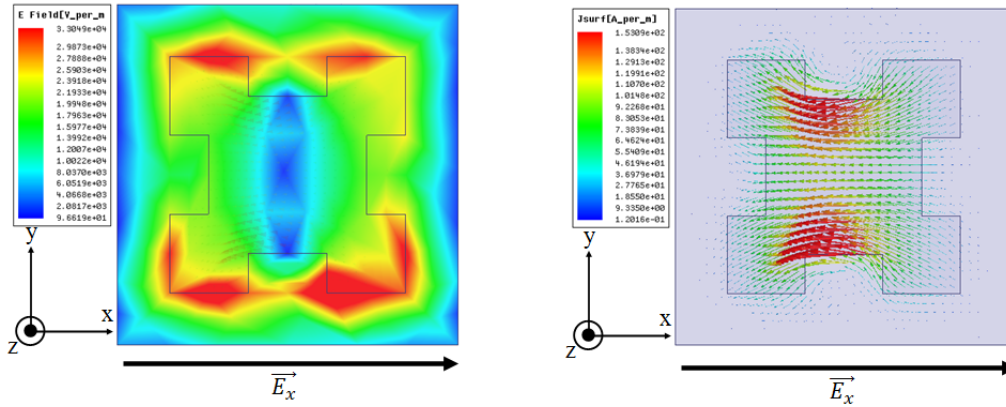 E Field[V_per_m
3.3049e+04
2.9873e+04
2.7888e+04
2.5903e+04
2.3918e+04
2.1933e+04
1.9948e+04
1.7963e+04
1.5977e+04
1.3992e+04
1.2007e+04
1.0022e+04
8.0370e+03
6.0519e+03
4.0668e+03
2.0817e+03
9.6619e+01
y
x
z
E_x
Jsurf[A_per_m]
1.5309e+02
1.3834e+02
1.2913e+02
1.1991e+02
1.1070e+02
1.0148e+02
9.2268e+01
8.3053e+01
7.3839e+01
6.4624e+01
5.5409e+01
4.6194e+01
3.6979e+01
2.7765e+01
1.8550e+01
9.3350e+00
1.2016e-01
y
x
z
E_x